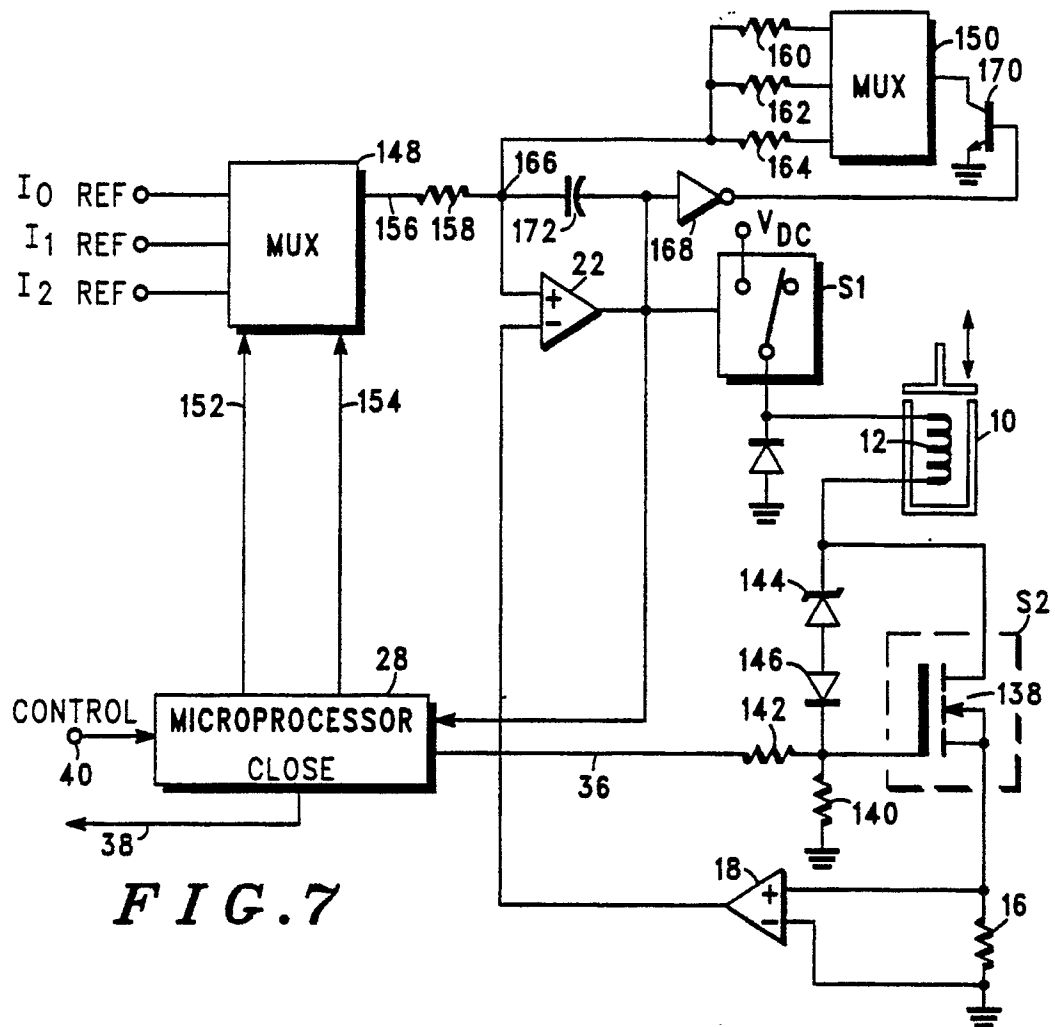 160
150
MUX
170
162
164
148
166
I0 REF
I1 REF
I2 REF
MUX
156
158
172
168
VDC
22
+
−
S1
152
154
12
10
144
S2
28
146
138
CONTROL
MICROPROCESSOR
142
40
CLOSE
36
140
38
18
+
−
16
FIG.7